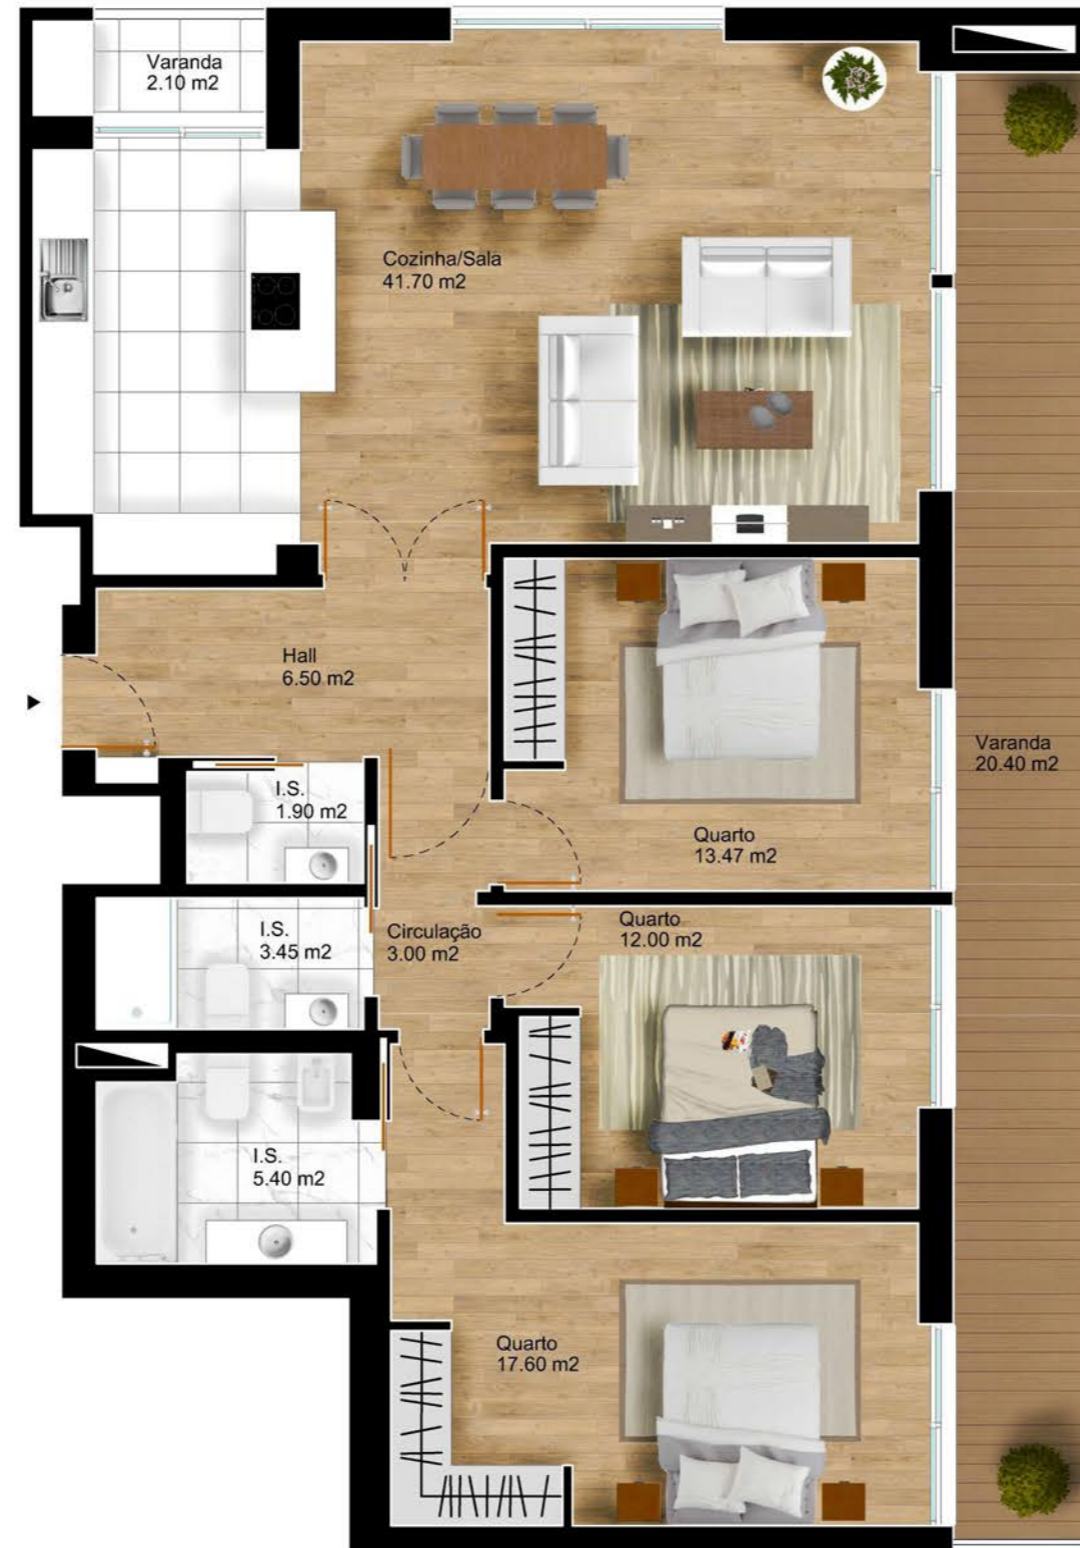 Varanda
2.10 m2
Cozinha/Sala
41.70 m2
Hall
6.50 m2
Varanda
20.40 m2
I.S.
1.90 m2
Quarto
13.47 m2
Quarto
12.00 m2
I.S.
3.45 m2
Circulação
3.00 m2
I.S.
5.40 m2
Quarto
17.60 m2